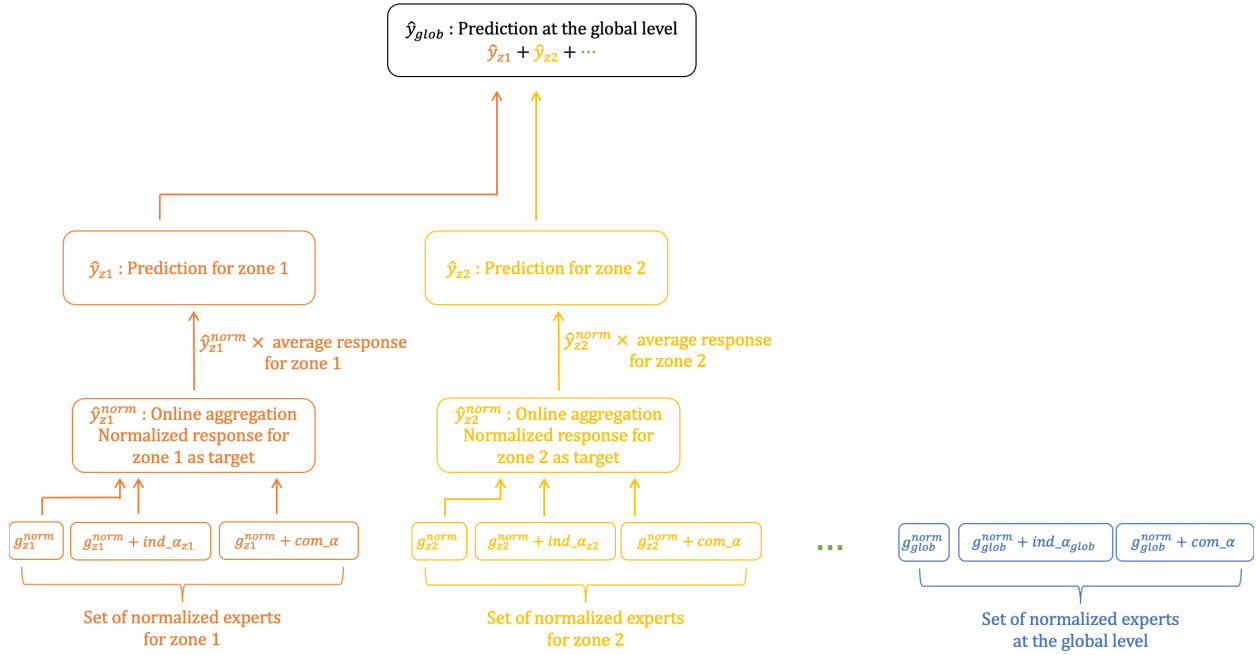 ŷ_glob : Prediction at the global level
ŷ_z1 + ŷ_z2 + ⋯
ŷ_z1 : Prediction for zone 1
ŷ_z2 : Prediction for zone 2
ŷ_z1^norm × average response
for zone 1
ŷ_z2^norm × average response
for zone 2
ŷ_z1^norm : Online aggregation
Normalized response for
zone 1 as target
ŷ_z2^norm : Online aggregation
Normalized response for
zone 2 as target
g_z1^norm
g_z1^norm + ind_α_z1
g_z1^norm + com_α
g_z2^norm
g_z2^norm + ind_α_z2
g_z2^norm + com_α
...
g_glob^norm
g_glob^norm + ind_α_glob
g_glob^norm + com_α
Set of normalized experts
for zone 1
Set of normalized experts
for zone 2
Set of normalized experts
at the global level